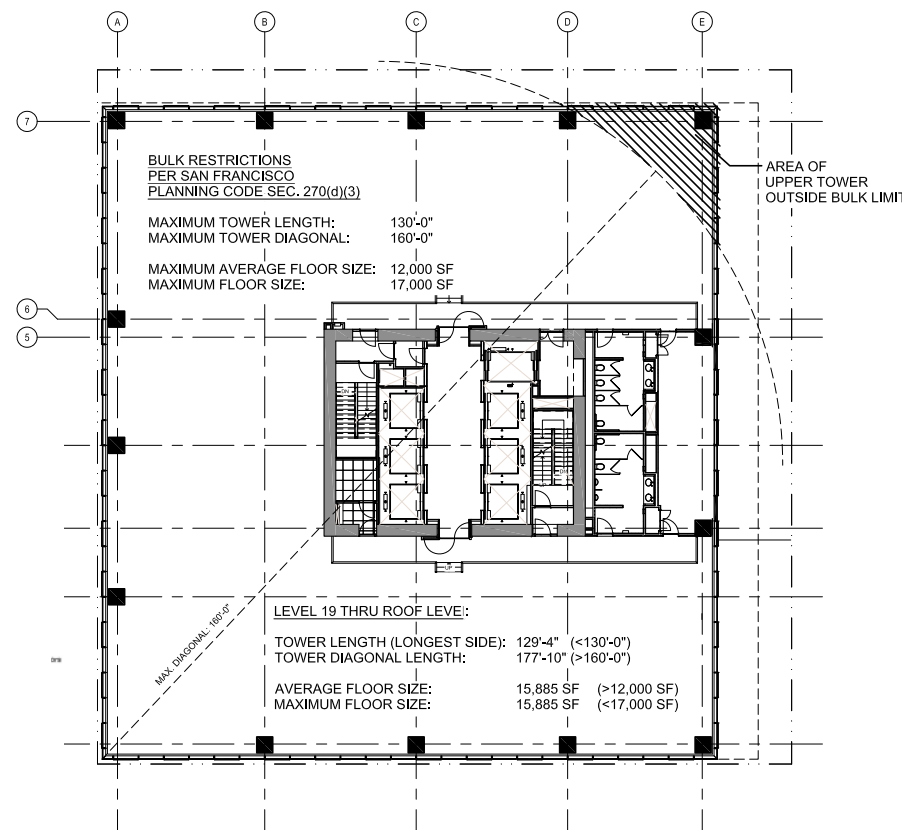 A B C D E
7
BULK RESTRICTIONS
PER SAN FRANCISCO
PLANNING CODE SEC. 270(d)(3)
AREA OF
UPPER TOWER
OUTSIDE BULK LIMIT
MAXIMUM TOWER LENGTH: 130'-0"
MAXIMUM TOWER DIAGONAL: 160'-0"
MAXIMUM AVERAGE FLOOR SIZE: 12,000 SF
MAXIMUM FLOOR SIZE: 17,000 SF
6
5
DN
DN
UP
MAX. DIAGONAL: 160'-0"
LEVEL 19 THRU ROOF LEVEL:
TOWER LENGTH (LONGEST SIDE): 129'-4" (<130'-0")
TOWER DIAGONAL LENGTH: 177'-10" (>160'-0")
AVERAGE FLOOR SIZE: 15,885 SF (>12,000 SF)
MAXIMUM FLOOR SIZE: 15,885 SF (<17,000 SF)